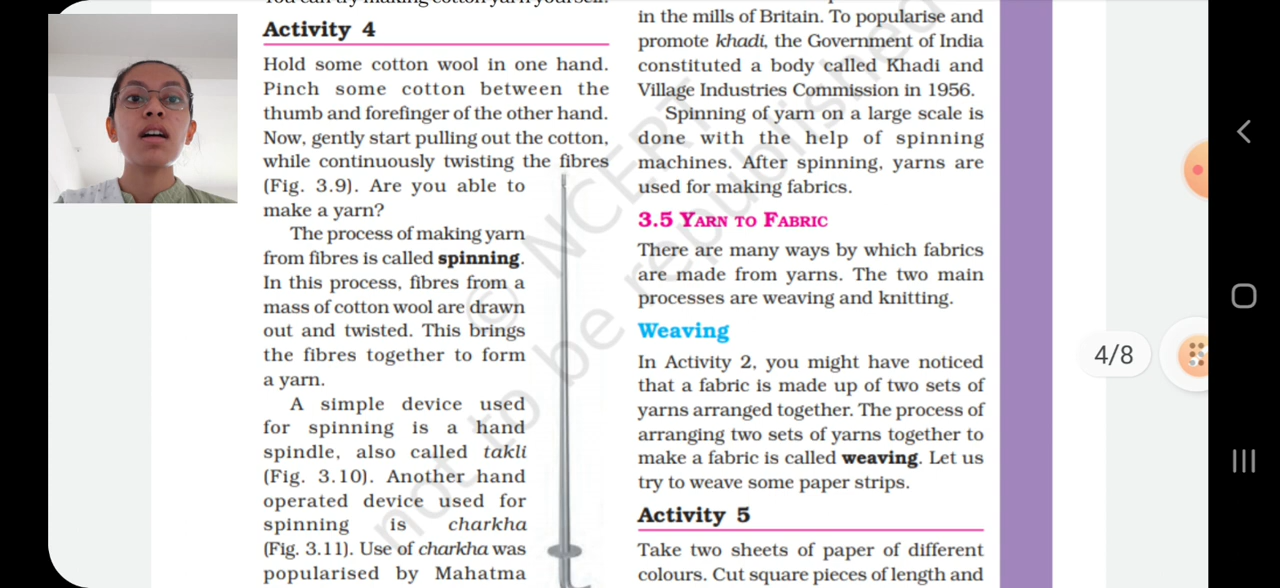 You can try making cotton yarn yourself.
Activity 4
Hold some cotton wool in one hand.
Pinch some cotton between the
thumb and forefinger of the other hand.
Now, gently start pulling out the cotton,
while continuously twisting the fibres
(Fig. 3.9). Are you able to
make a yarn?
The process of making yarn
from fibres is called spinning.
In this process, fibres from a
mass of cotton wool are drawn
out and twisted. This brings
the fibres together to form
a yarn.
A simple device used
for spinning is a hand
spindle, also called takli
(Fig. 3.10). Another hand
operated device used for
spinning is charkha
(Fig. 3.11). Use of charkha was
popularised by Mahatma
in the mills of Britain. To popularise and
promote khadi, the Government of India
constituted a body called Khadi and
Village Industries Commission in 1956.
Spinning of yarn on a large scale is
done with the help of spinning
machines. After spinning, yarns are
used for making fabrics.
3.5 YARN TO FABRIC
There are many ways by which fabrics
are made from yarns. The two main
processes are weaving and knitting.
Weaving
In Activity 2, you might have noticed
that a fabric is made up of two sets of
yarns arranged together. The process of
arranging two sets of yarns together to
make a fabric is called weaving. Let us
try to weave some paper strips.
Activity 5
Take two sheets of paper of different
colours. Cut square pieces of length and
© NCERT
not to be republished
4/8